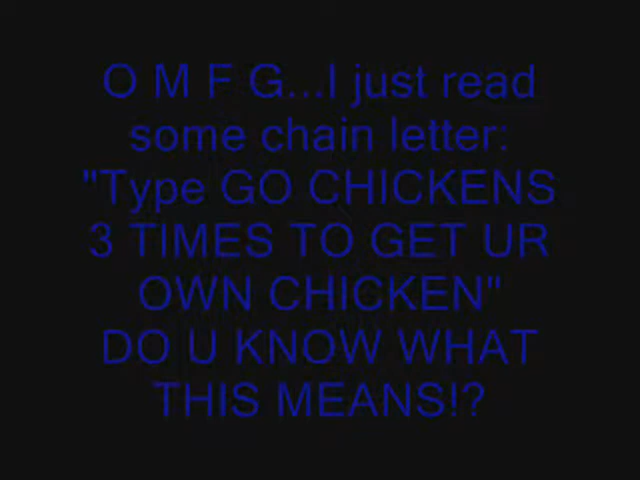 O M F G...I just read
some chain letter:
"Type GO CHICKENS
3 TIMES TO GET UR
OWN CHICKEN"
DO U KNOW WHAT
THIS MEANS!?